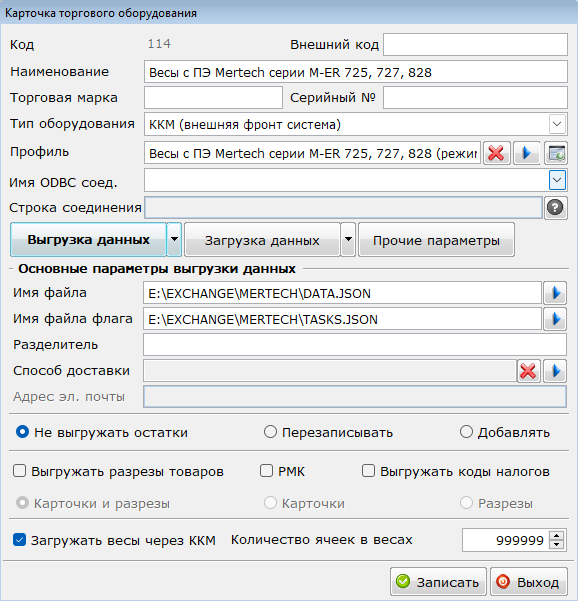 Карточка торгового оборудования
Код 114 Внешний код
Наименование Весы с ПЭ Mertech серии M-ER 725, 727, 828
Торговая марка Серийный №
Тип оборудования ККМ (внешняя фронт система)
Профиль Весы с ПЭ Mertech серии M-ER 725, 727, 828 (режи
Имя ODBC соед.
Строка соединения ?
Выгрузка данных Загрузка данных Прочие параметры
Основные параметры выгрузки данных
Имя файла E:\EXCHANGE\MERTECH\DATA.JSON
Имя файла флага E:\EXCHANGE\MERTECH\TASKS.JSON
Разделитель
Способ доставки
Адрес эл. почты
Не выгружать остатки Перезаписывать Добавлять
Выгружать разрезы товаров РМК Выгружать коды налогов
Карточки и разрезы Карточки Разрезы
Загружать весы через ККМ Количество ячеек в весах 999999
Записать Выход